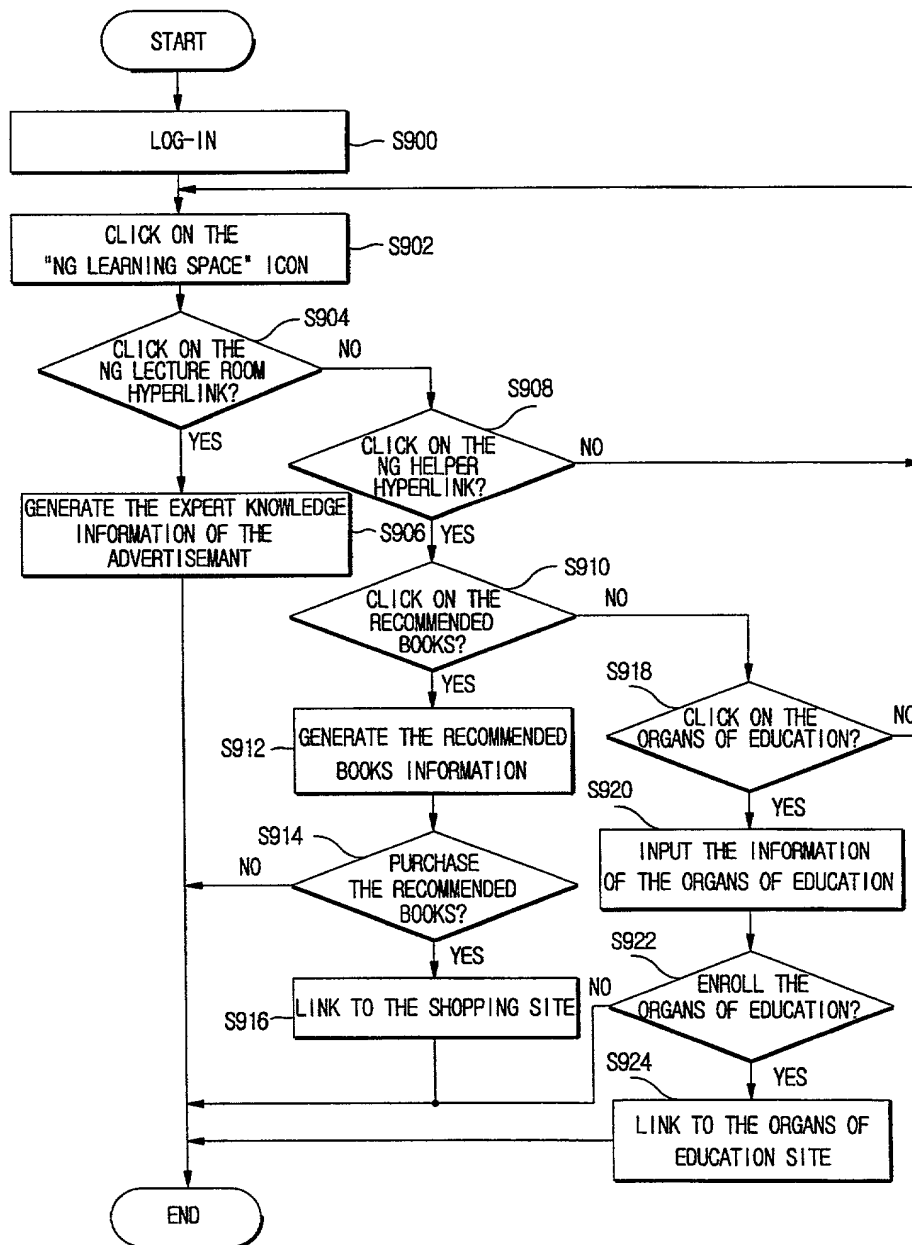 START
LOG-IN
S900
CLICK ON THE
"NG LEARNING SPACE" ICON
S902
S904
CLICK ON THE
NG LECTURE ROOM
HYPERLINK?
NO
YES
S908
CLICK ON THE
NG HELPER
HYPERLINK?
NO
YES
GENERATE THE EXPERT KNOWLEDGE
INFORMATION OF THE
ADVERTISEMANT
S906
S910
CLICK ON THE
RECOMMENDED
BOOKS?
NO
YES
S912
GENERATE THE RECOMMENDED
BOOKS INFORMATION
S918
CLICK ON THE
ORGANS OF EDUCATION?
NO
YES
S914
PURCHASE
THE RECOMMENDED
BOOKS?
NO
YES
S920
INPUT THE INFORMATION
OF THE ORGANS OF EDUCATION
S916
LINK TO THE SHOPPING SITE
S922
ENROLL THE
ORGANS OF EDUCATION?
NO
YES
S924
LINK TO THE ORGANS OF
EDUCATION SITE
END